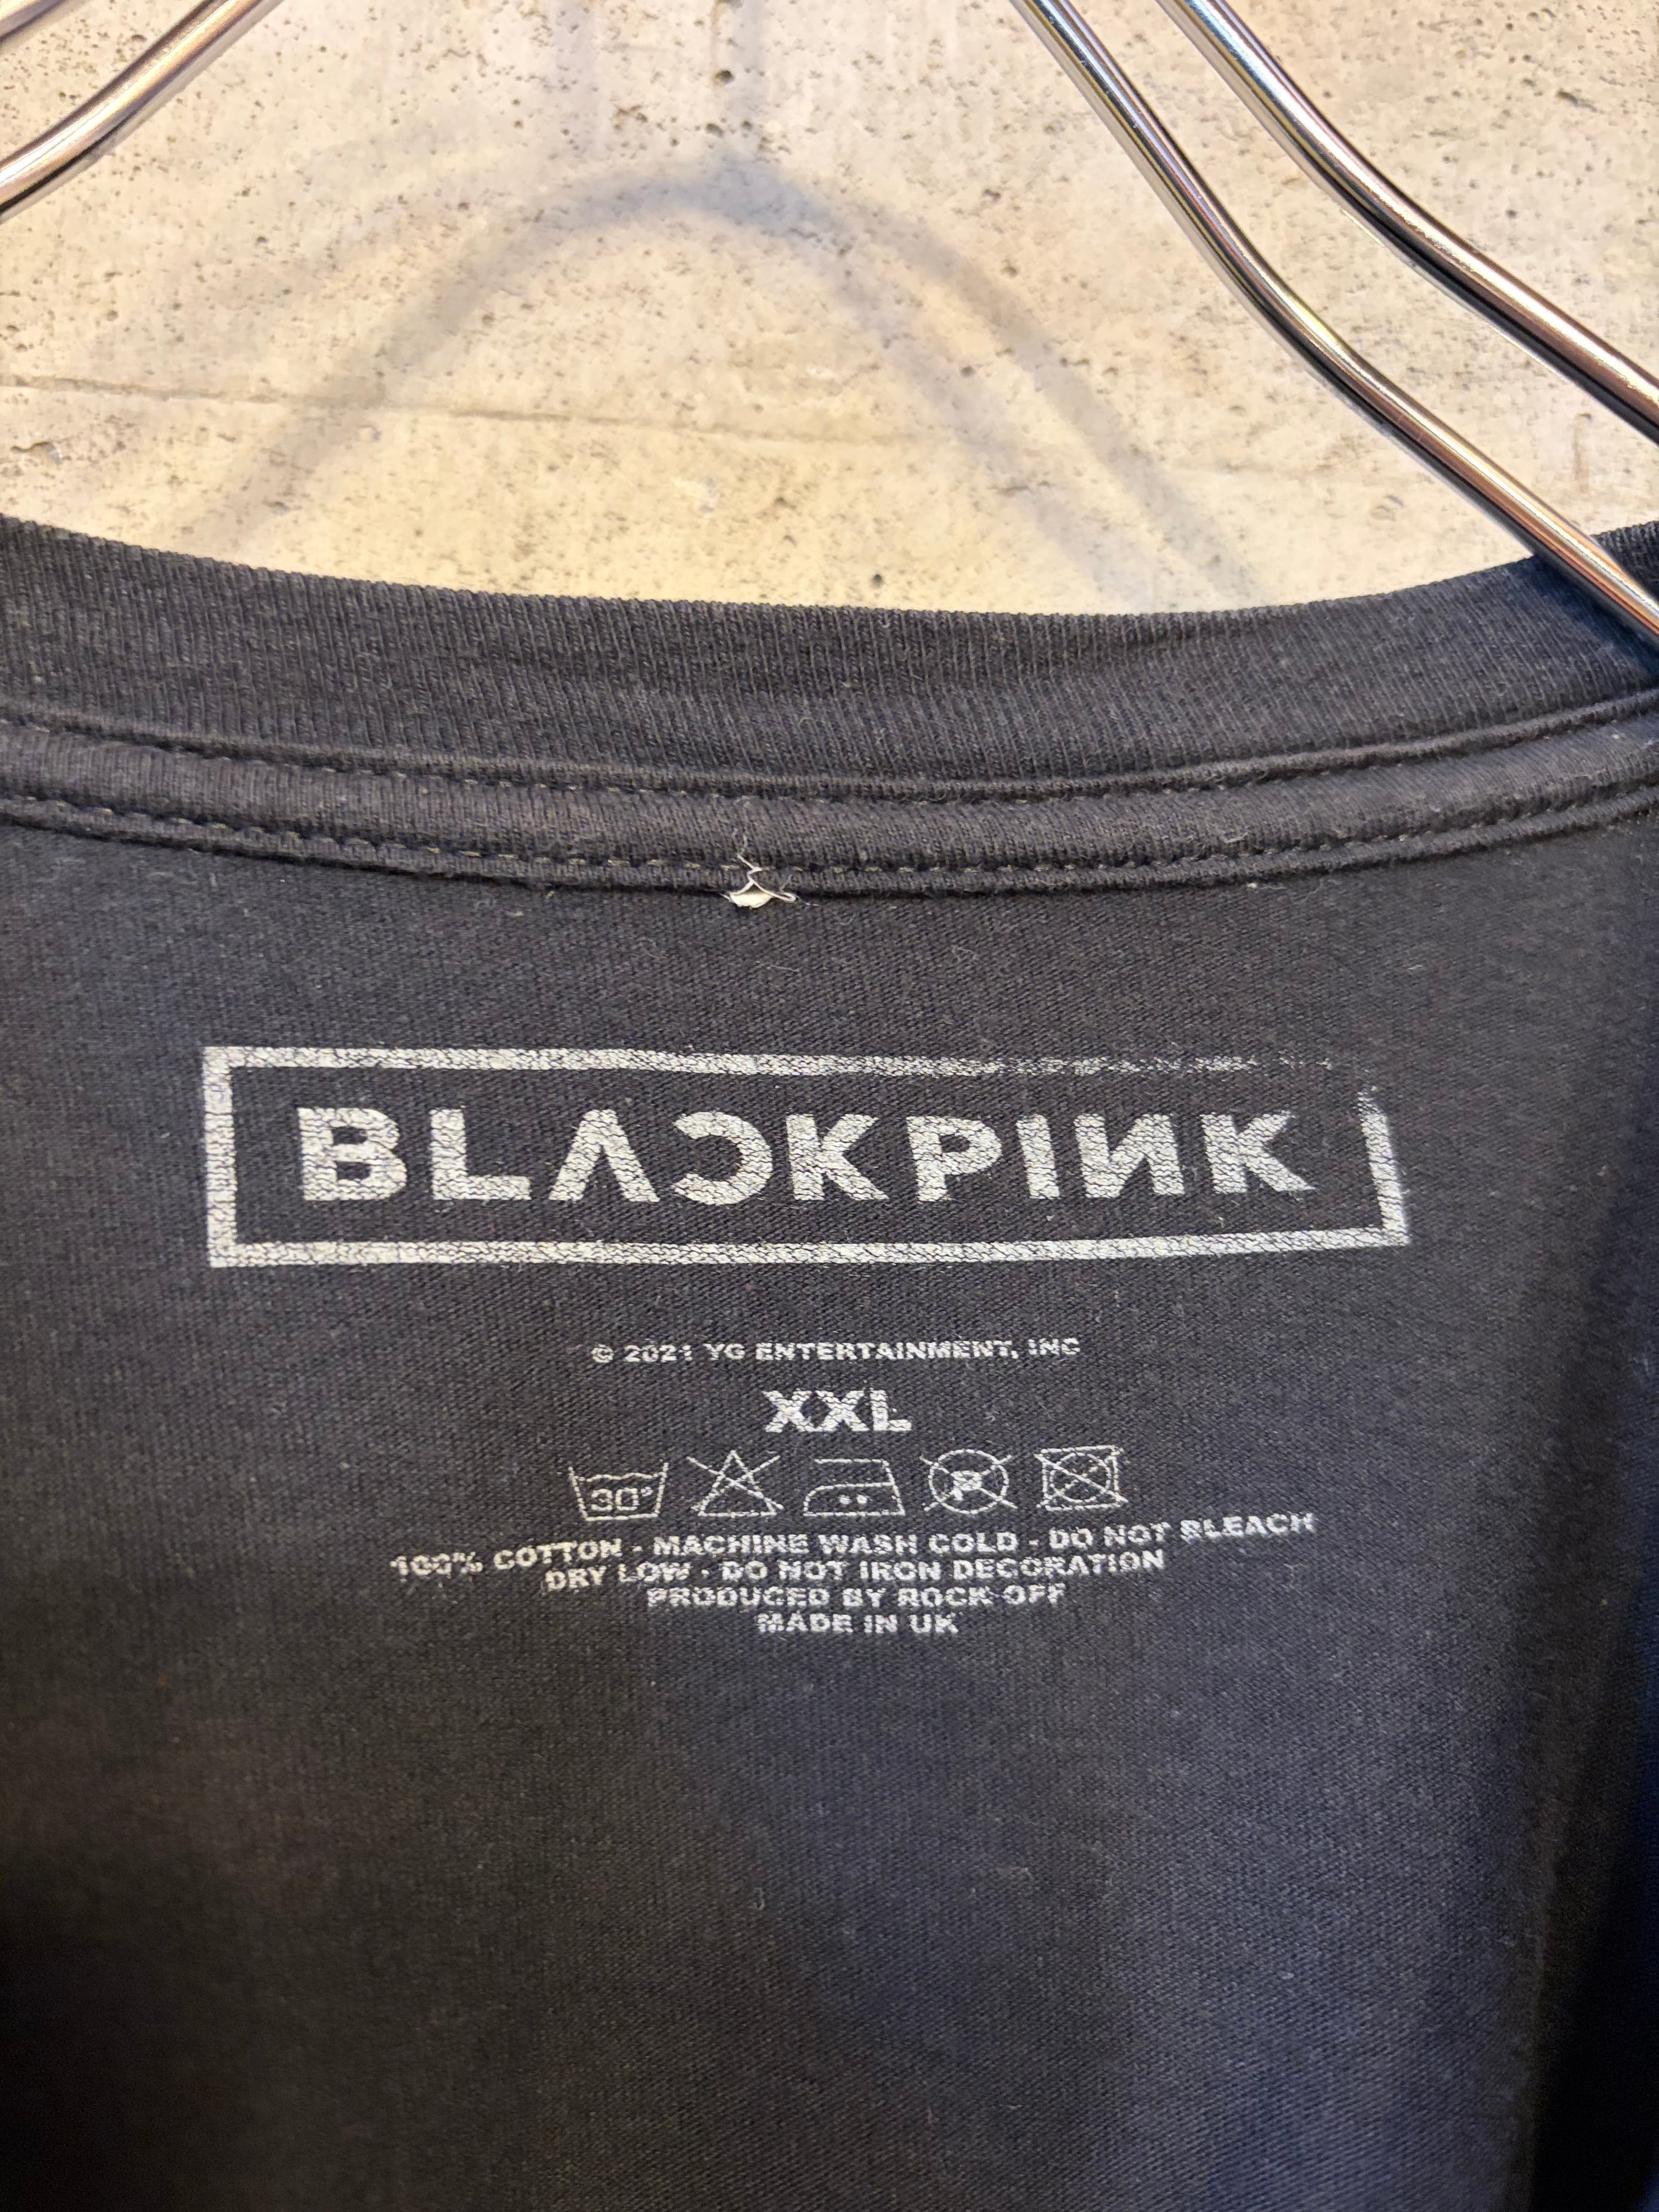 BLACKPINK
© 2021 YG ENTERTAINMENT, INC
XXL
30° P
100% COTTON - MACHINE WASH COLD - DO NOT BLEACH
DRY LOW - DO NOT IRON DECORATION
PRODUCED BY ROCK OFF
MADE IN UK